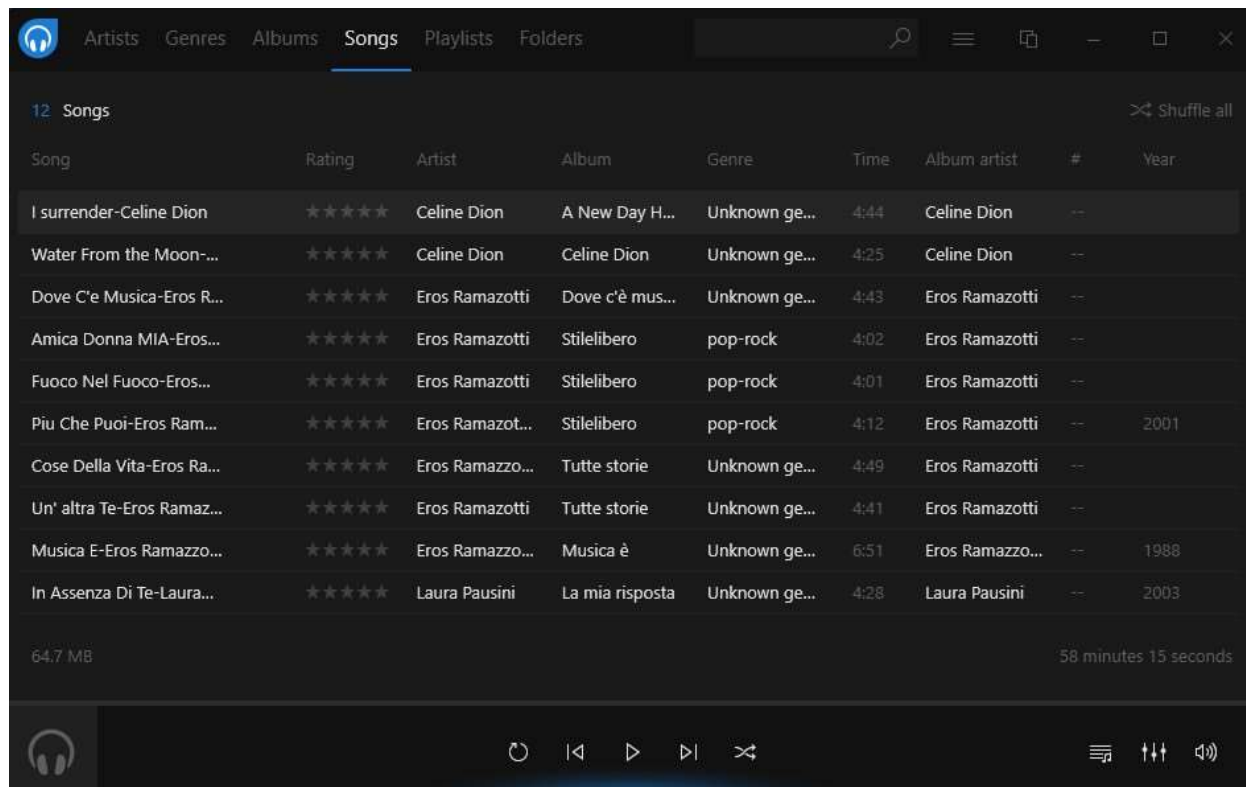 Artists Genres Albums Songs Playlists Folders
12 Songs Shuffle all
Song Rating Artist Album Genre Time Album artist # Year
I surrender-Celine Dion Celine Dion A New Day H... Unknown ge... 4:44 Celine Dion --
Water From the Moon-... Celine Dion Celine Dion Unknown ge... 4:25 Celine Dion --
Dove C'e Musica-Eros R... Eros Ramazotti Dove c'è mus... Unknown ge... 4:43 Eros Ramazotti --
Amica Donna MIA-Eros... Eros Ramazotti Stilelibero pop-rock 4:02 Eros Ramazotti --
Fuoco Nel Fuoco-Eros... Eros Ramazotti Stilelibero pop-rock 4:01 Eros Ramazotti --
Piu Che Puoi-Eros Ram... Eros Ramazot... Stilelibero pop-rock 4:12 Eros Ramazotti -- 2001
Cose Della Vita-Eros Ra... Eros Ramazzo... Tutte storie Unknown ge... 4:49 Eros Ramazotti --
Un' altra Te-Eros Ramaz... Eros Ramazotti Tutte storie Unknown ge... 4:41 Eros Ramazotti --
Musica E-Eros Ramazzo... Eros Ramazzo... Musica è Unknown ge... 6:51 Eros Ramazzo... -- 1988
In Assenza Di Te-Laura... Laura Pausini La mia risposta Unknown ge... 4:28 Laura Pausini -- 2003
64.7 MB 58 minutes 15 seconds